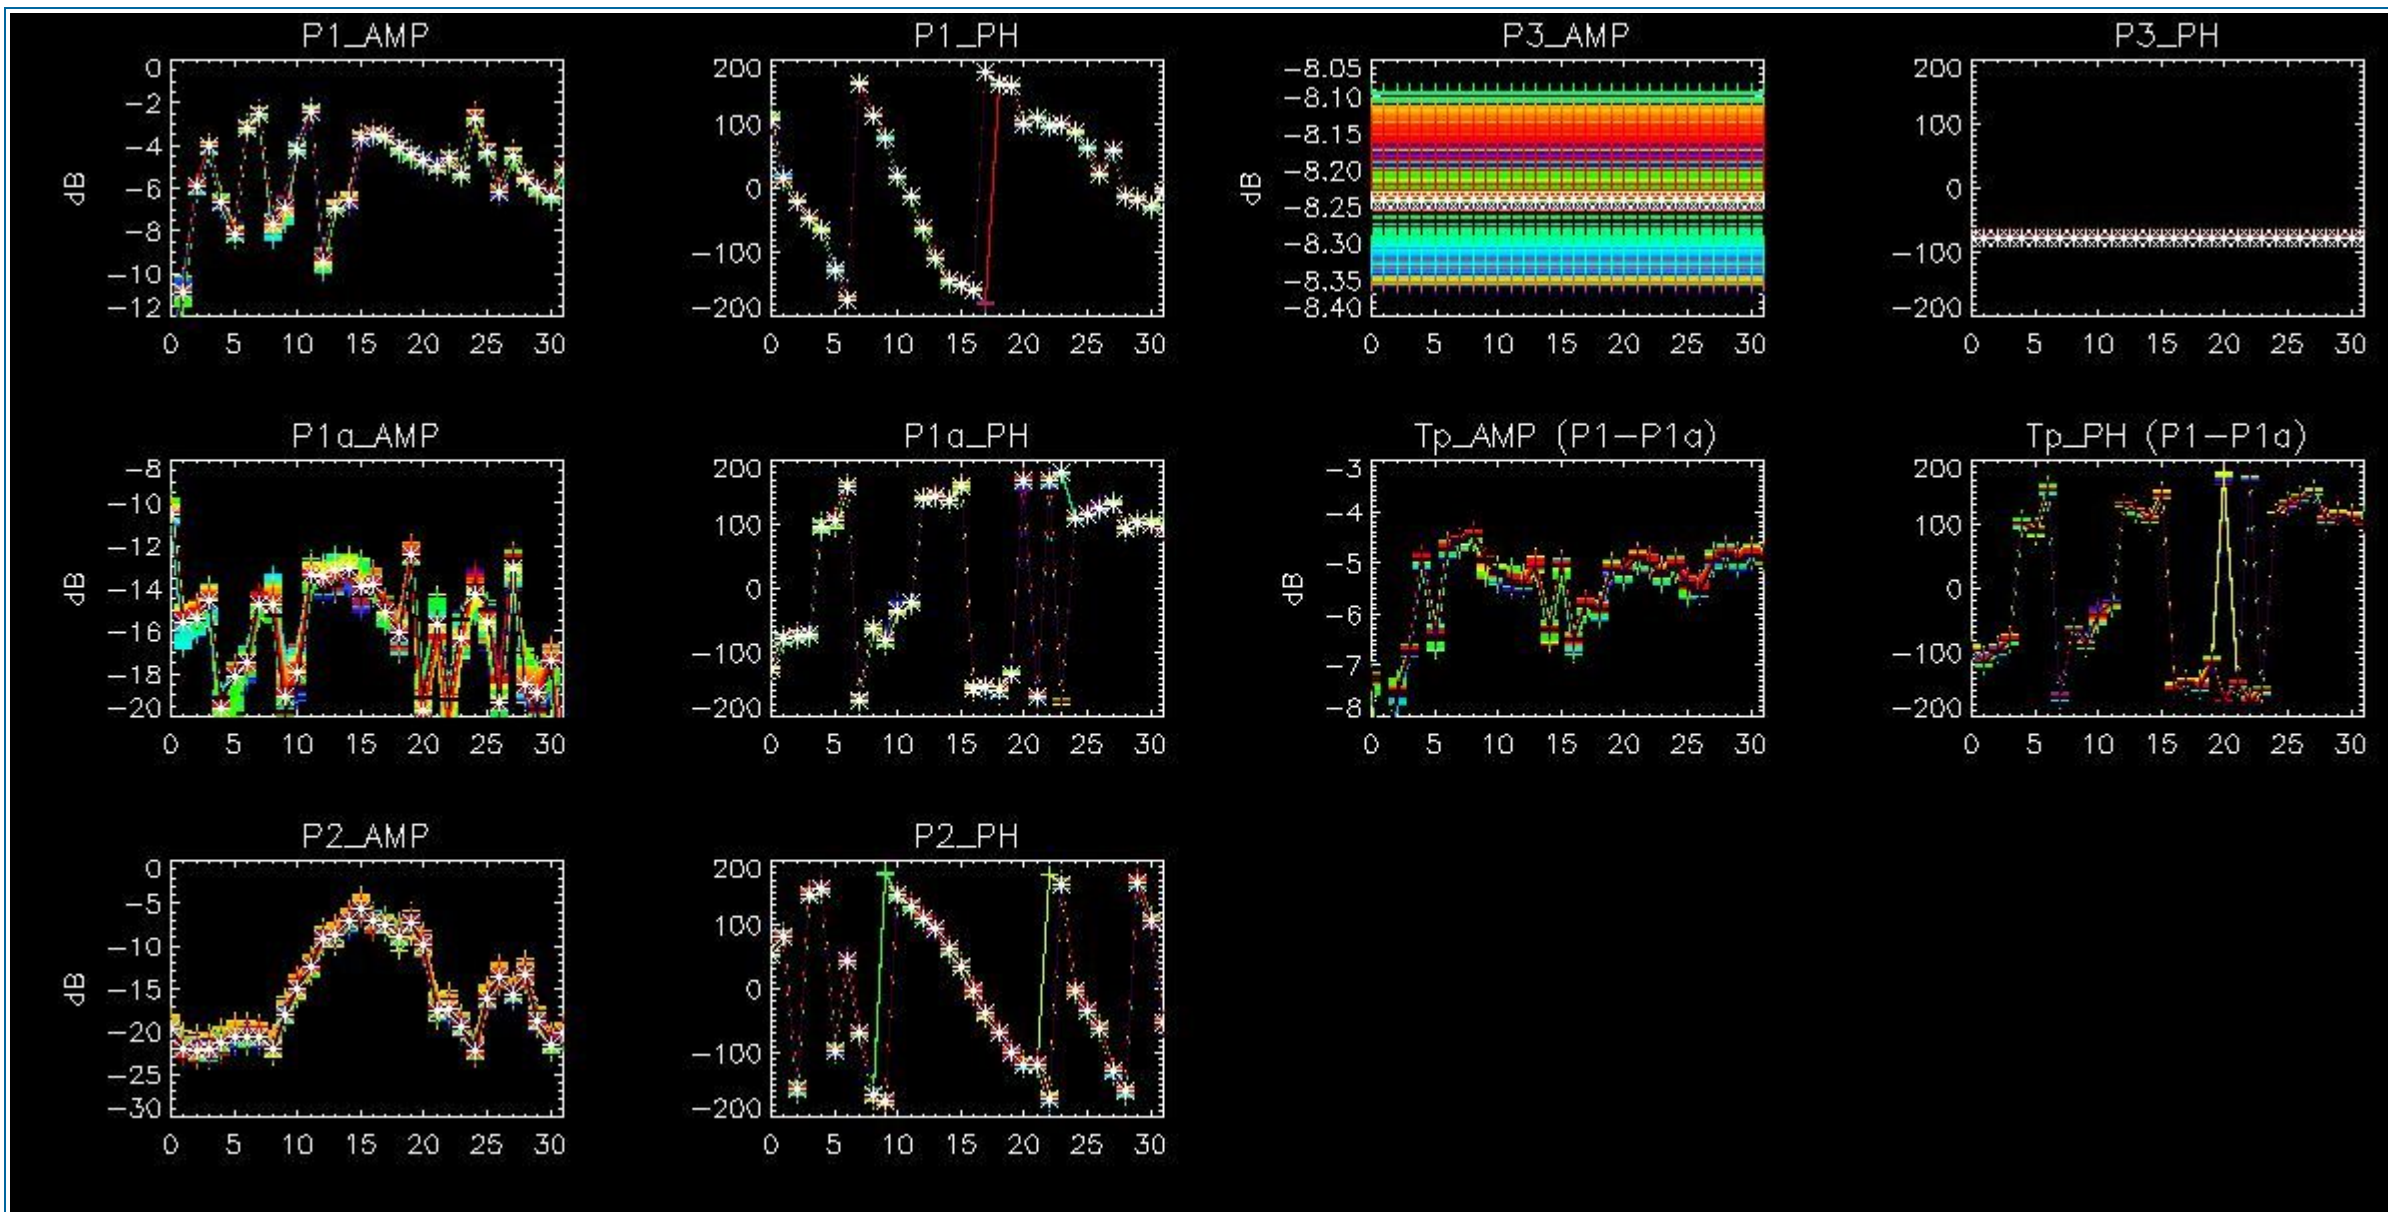 P1_AMP
0
−2
−4
−6
−8
−10
−12
dB
0 5 10 15 20 25 30
P1_PH
200
100
0
−100
−200
0 5 10 15 20 25 30
P3_AMP
−8.05
−8.10
−8.15
−8.20
−8.25
−8.30
−8.35
−8.40
dB
0 5 10 15 20 25 30
P3_PH
200
100
0
−100
−200
0 5 10 15 20 25 30
P1a_AMP
−8
−10
−12
−14
−16
−18
−20
dB
0 5 10 15 20 25 30
P1a_PH
200
100
0
−100
−200
0 5 10 15 20 25 30
Tp_AMP (P1−P1a)
−3
−4
−5
−6
−7
−8
dB
0 5 10 15 20 25 30
Tp_PH (P1−P1a)
200
100
0
−100
−200
0 5 10 15 20 25 30
P2_AMP
0
−5
−10
−15
−20
−25
−30
dB
0 5 10 15 20 25 30
P2_PH
200
100
0
−100
−200
0 5 10 15 20 25 30